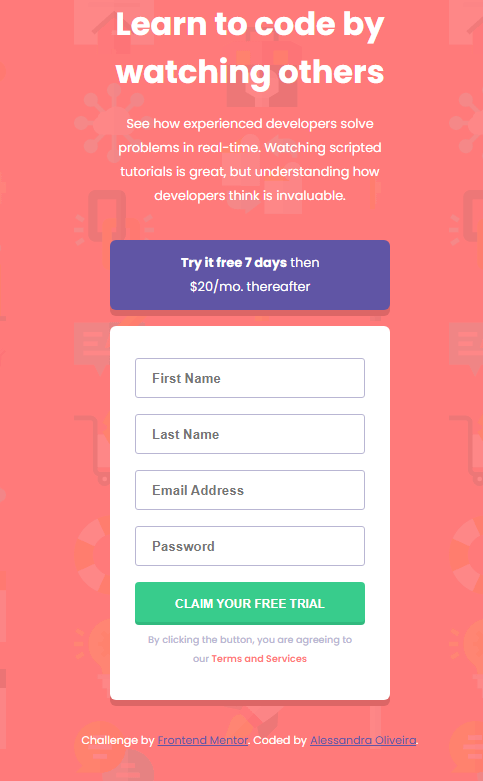 Learn to code by
watching others
See how experienced developers solve
problems in real-time. Watching scripted
tutorials is great, but understanding how
developers think is invaluable.
Try it free 7 days then
$20/mo. thereafter
First Name
Last Name
Email Address
Password
CLAIM YOUR FREE TRIAL
By clicking the button, you are agreeing to
our Terms and Services
Challenge by Frontend Mentor. Coded by Alessandra Oliveira.